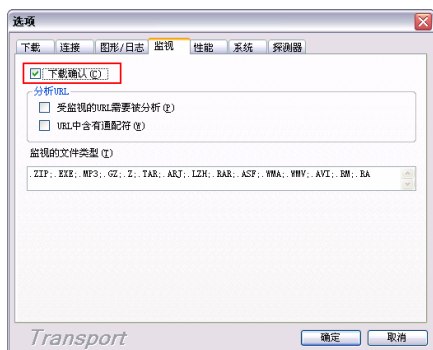 选项
下载 连接 图形/日志 监视 性能 系统 探测器
下载确认(C)
分析URL
受监视的URL需要被分析(P)
URL中含有通配符(W)
监视的文件类型(T)
.ZIP;.EXE;.MP3;.GZ;.Z;.TAR;.ARJ;.LZH;.RAR;.ASF;.WMA;.WMV;.AVI;.RM;.RA
Transport 确定 取消